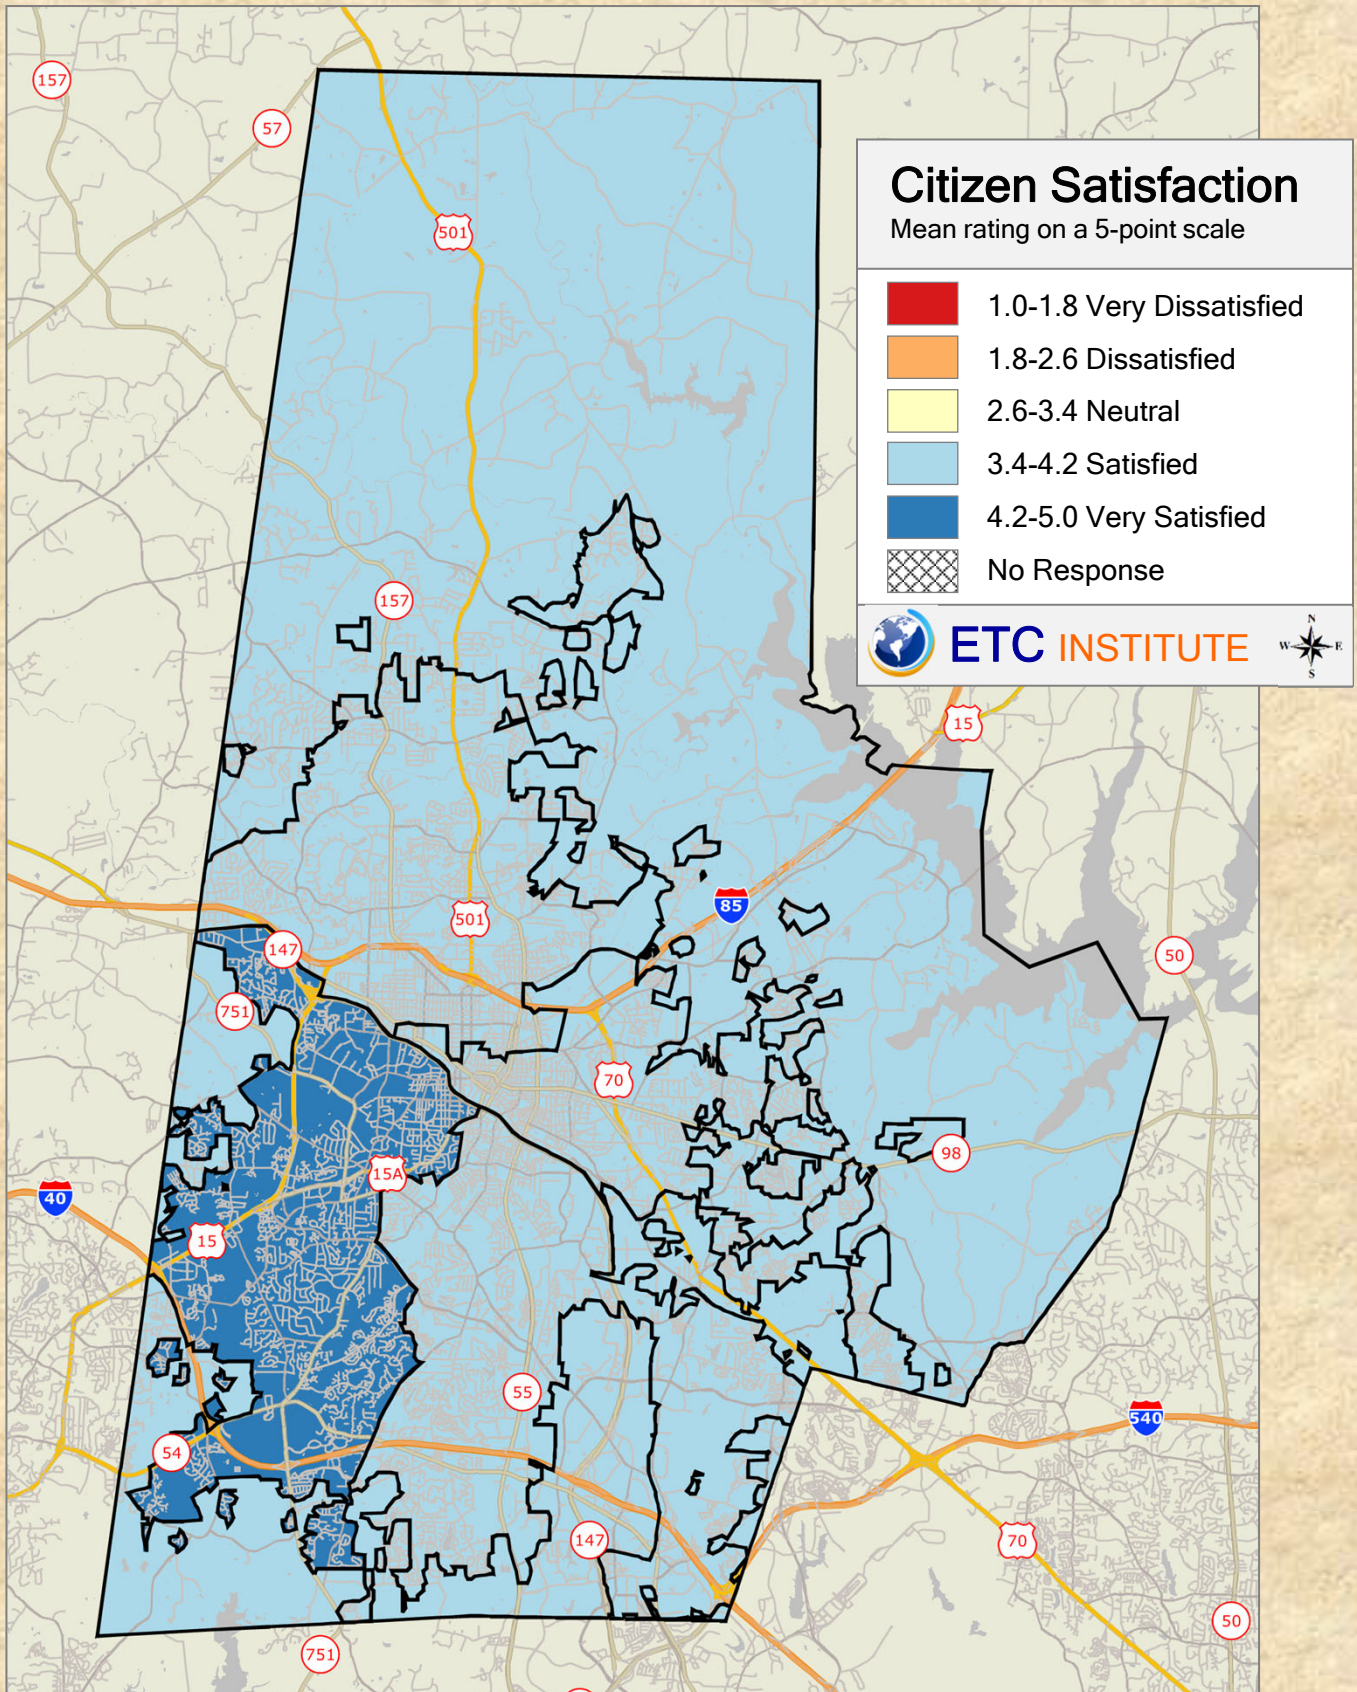 157
57
501
Citizen Satisfaction
Mean rating on a 5-point scale
1.0-1.8 Very Dissatisfied
1.8-2.6 Dissatisfied
2.6-3.4 Neutral
3.4-4.2 Satisfied
4.2-5.0 Very Satisfied
No Response
ETC INSTITUTE
N
W E
S
157
15
85
501
147
50
751
70
98
15A
40
15
55
540
54
147
70
50
751